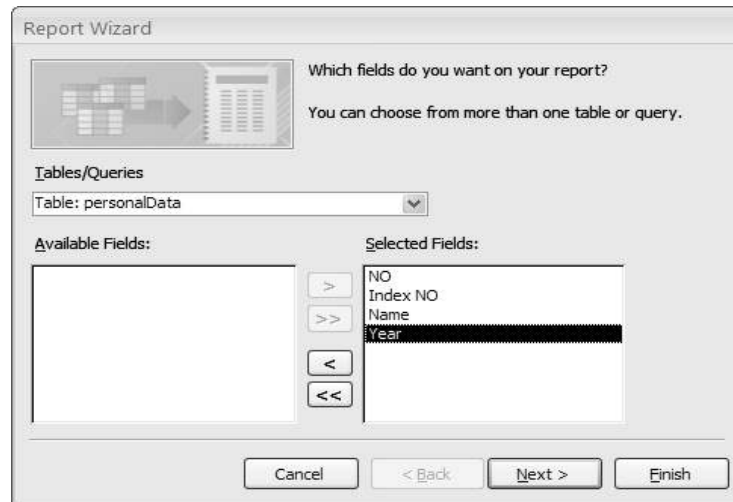 Report Wizard
Which fields do you want on your report?
You can choose from more than one table or query.
Tables/Queries
Table: personalData
Available Fields:
Selected Fields:
>
>>
<
<<
NO
Index NO
Name
Year
Cancel
< Back
Next >
Finish